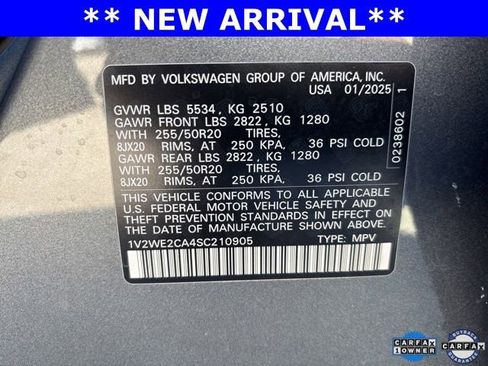 ** NEW ARRIVAL**
MFD BY VOLKSWAGEN GROUP OF AMERICA, INC.
USA 01/2025
GVWR LBS 5534, KG 2510
GAWR FRONT LBS 2822, KG 1280
WITH 255/50R20 TIRES,
8JX20 RIMS, AT 250 KPA, 36 PSI COLD
GAWR REAR LBS 2822, KG 1280
WITH 255/50R20 TIRES,
8JX20 RIMS, AT 250 KPA, 36 PSI COLD
THIS VEHICLE CONFORMS TO ALL APPLICABLE
U.S. FEDERAL MOTOR VEHICLE SAFETY AND
THEFT PREVENTION STANDARDS IN EFFECT ON THE
DATE OF MANUFACTURE SHOWN ABOVE.
1V2WE2CA4SC210905 TYPE: MPV
0238602 1
CARFAX
1 OWNER
BUYBACK
CARFAX
GUARANTEE